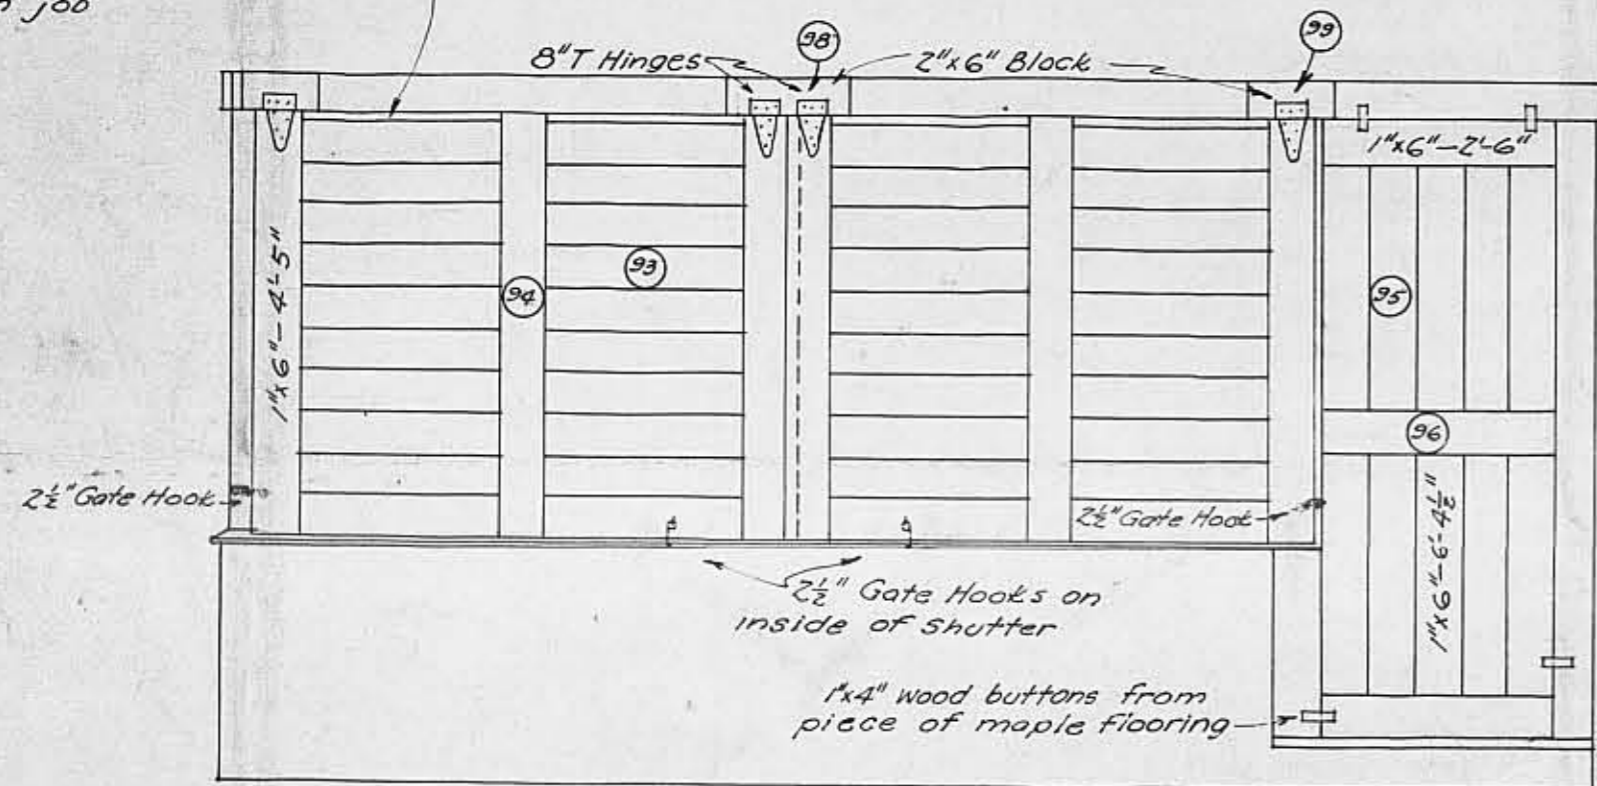 job
98
99
8" T Hinges
2"x6" Block
1"x6"-2'-6"
93
94
95
1"x6"-4'-5"
96
2½" Gate Hook
2½" Gate Hook
1"x6"-6'-4½"
2½" Gate Hooks on
inside of shutter
1"x4" wood buttons from
piece of maple flooring